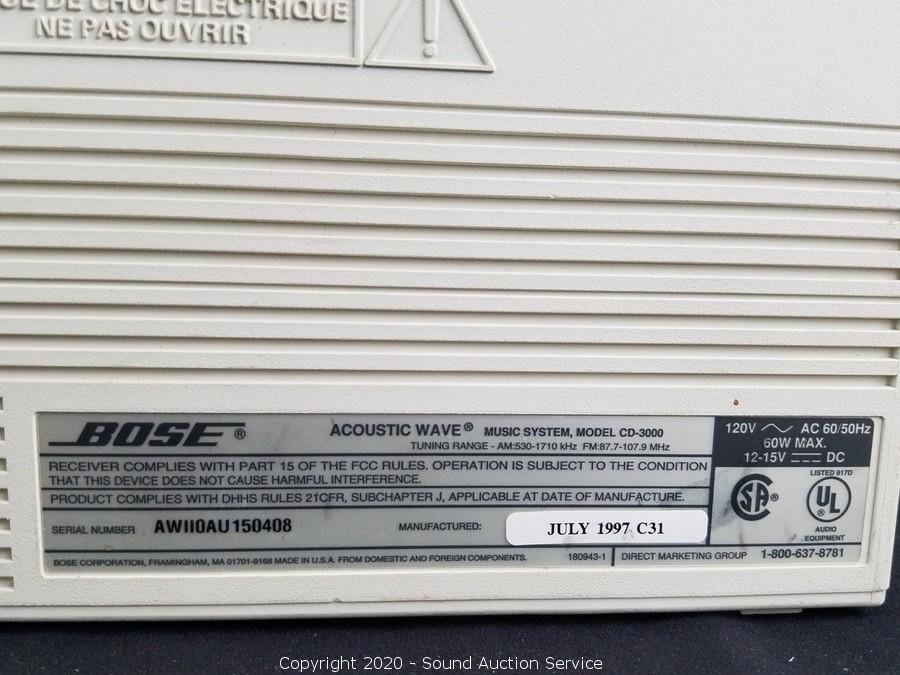 DE CHOC ELECTRIQUE
NE PAS OUVRIR
!
BOSE®
ACOUSTIC WAVE® MUSIC SYSTEM, MODEL CD-3000
TUNING RANGE - AM:530-1710 kHz FM:87.7-107.9 MHz
RECEIVER COMPLIES WITH PART 15 OF THE FCC RULES. OPERATION IS SUBJECT TO THE CONDITION
THAT THIS DEVICE DOES NOT CAUSE HARMFUL INTERFERENCE.
PRODUCT COMPLIES WITH DHHS RULES 21CFR, SUBCHAPTER J, APPLICABLE AT DATE OF MANUFACTURE.
SERIAL NUMBER AWII0AU150408 MANUFACTURED: JULY 1997 C31
BOSE CORPORATION, FRAMINGHAM, MA 01701-9168 MADE IN U.S.A. FROM DOMESTIC AND FOREIGN COMPONENTS. 180943-1 DIRECT MARKETING GROUP 1-800-637-8781
120V ~ AC 60/50Hz
60W MAX.
12-15V ⎓ DC
LISTED 917D
SA®
UL®
AUDIO
EQUIPMENT
Copyright 2020 - Sound Auction Service